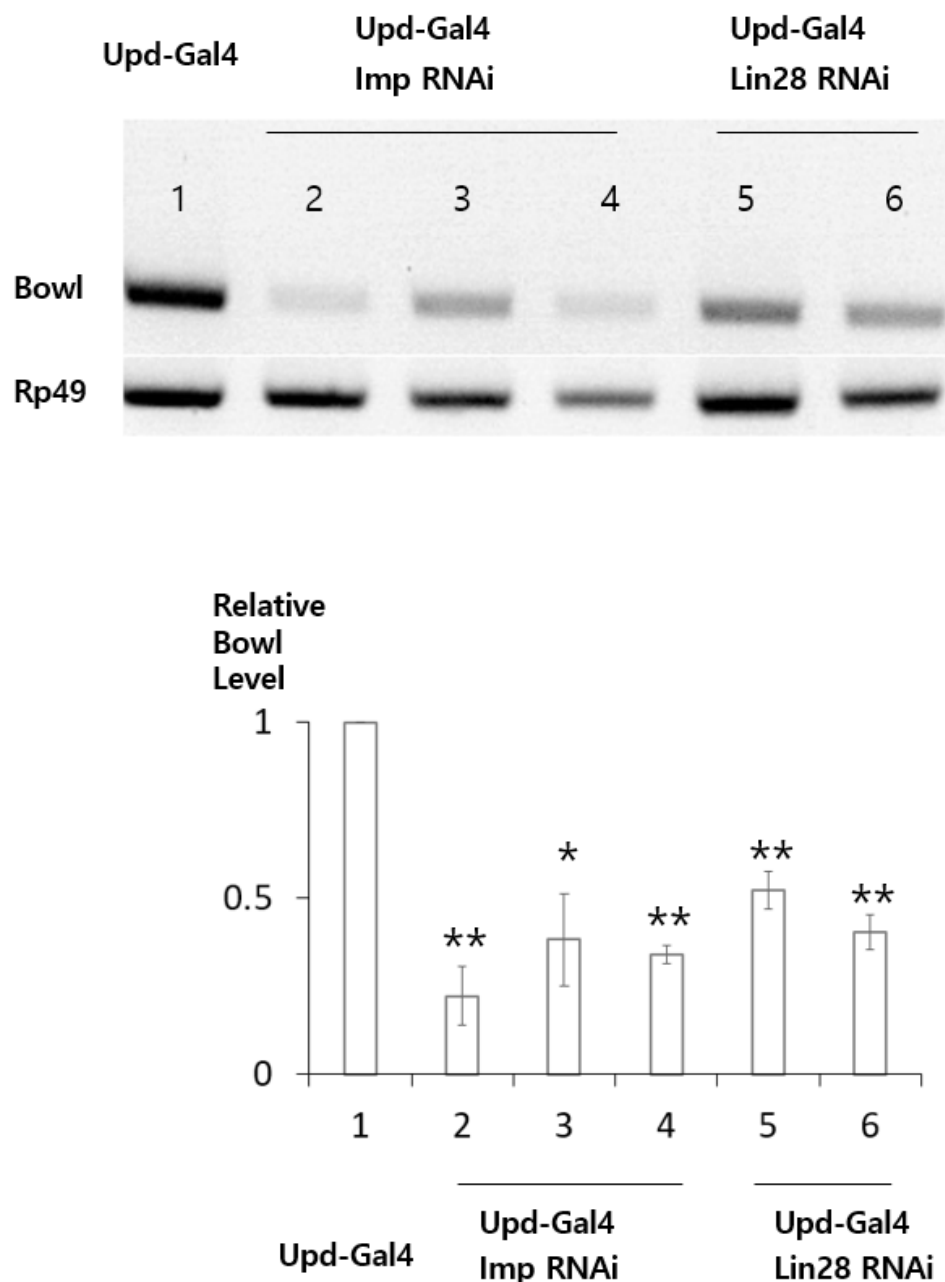 Upd-Gal4
Upd-Gal4
Imp RNAi
Upd-Gal4
Lin28 RNAi
1 2 3 4 5 6
Bowl
Rp49
Relative
Bowl
Level
1
0.5
0
** * ** ** **
1 2 3 4 5 6
Upd-Gal4
Upd-Gal4
Imp RNAi
Upd-Gal4
Lin28 RNAi